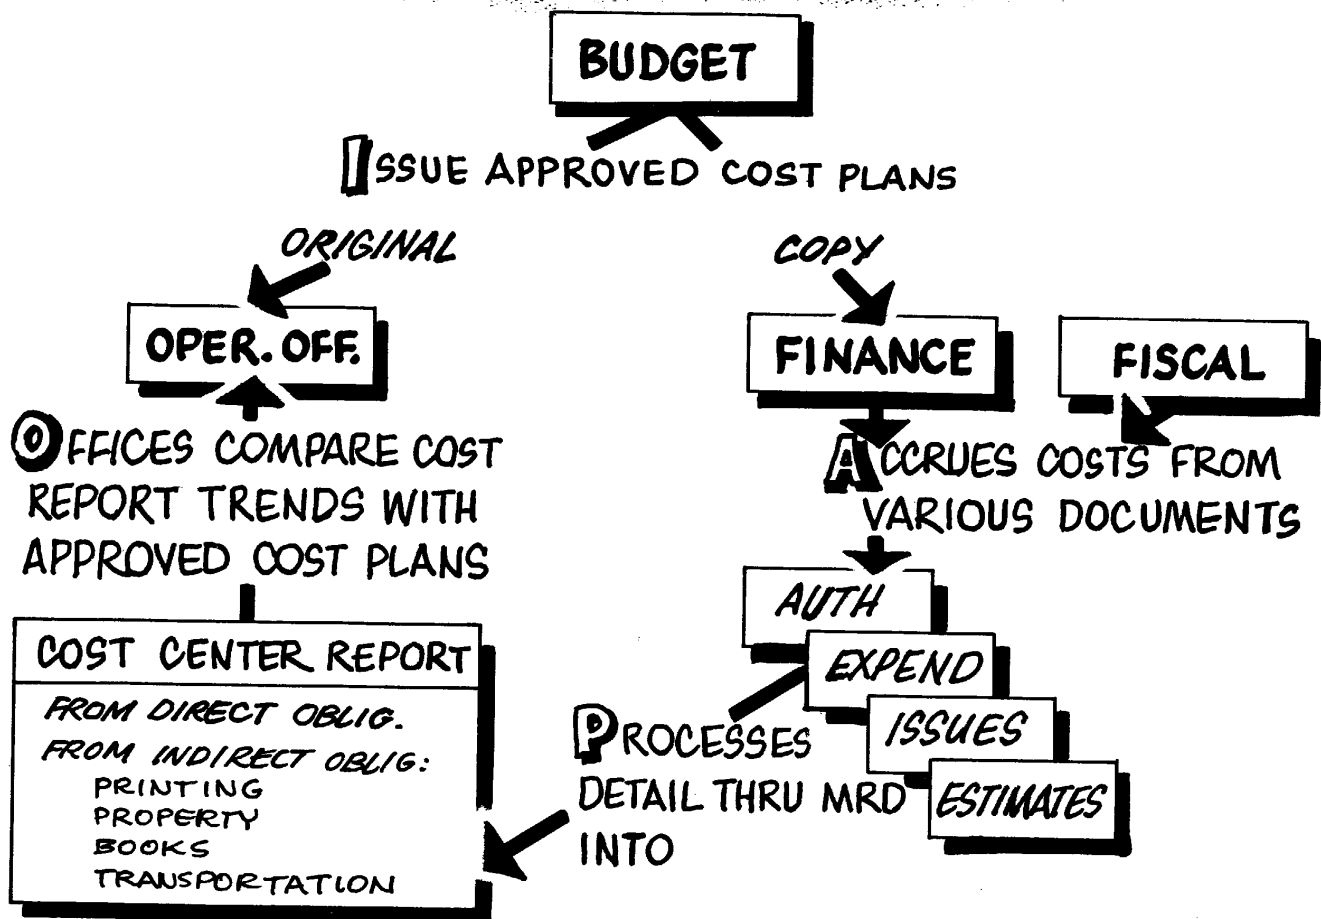 BUDGET
ISSUE APPROVED COST PLANS
ORIGINAL
COPY
OPER. OFF.
FINANCE
FISCAL
OFFICES COMPARE COST
REPORT TRENDS WITH
APPROVED COST PLANS
ACCRUES COSTS FROM
VARIOUS DOCUMENTS
AUTH
EXPEND
ISSUES
ESTIMATES
PROCESSES
DETAIL THRU MRD
INTO
COST CENTER REPORT
FROM DIRECT OBLIG.
FROM INDIRECT OBLIG:
PRINTING
PROPERTY
BOOKS
TRANSPORTATION